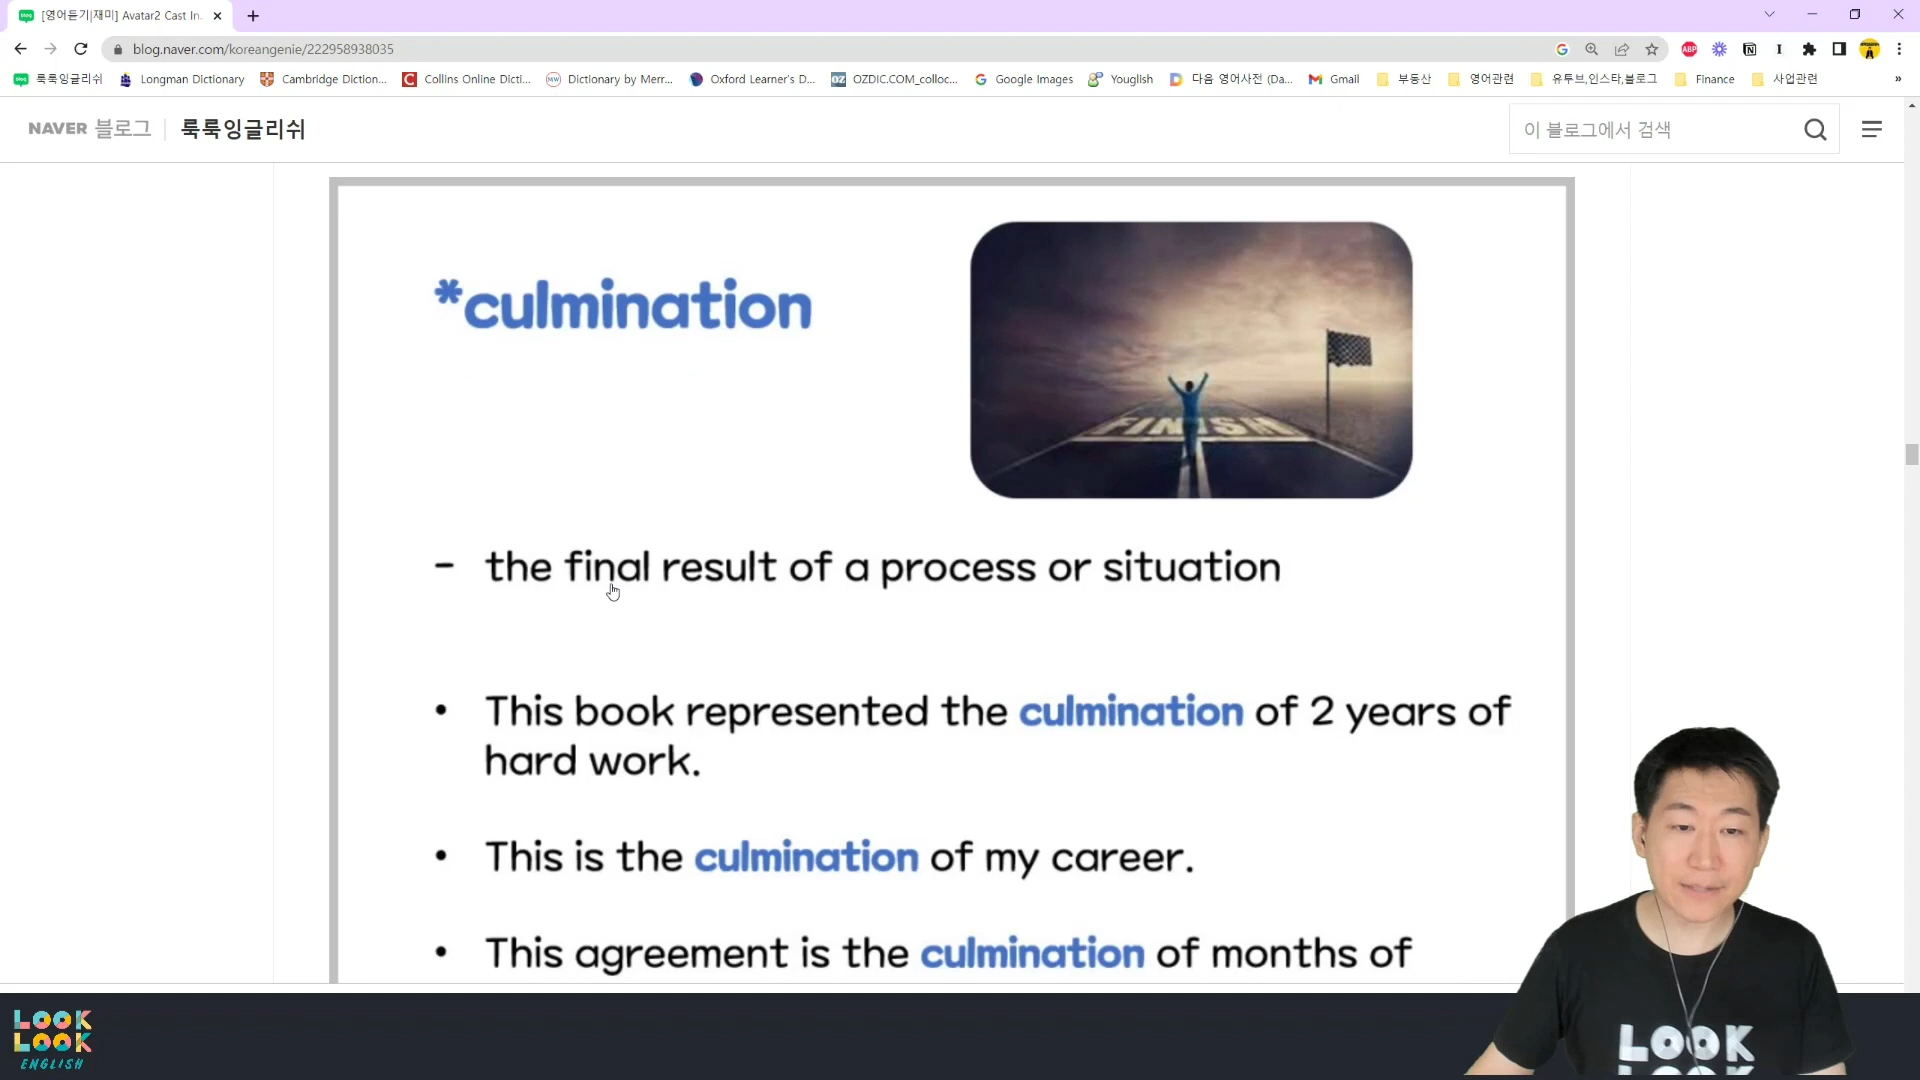 [영어듣기|재미] Avatar2 Cast In
blog.naver.com/koreangenie/222958938035
룩룩잉글리쉬 Longman Dictionary Cambridge Diction... Collins Online Dicti... Dictionary by Merr... Oxford Learner's D... OZDIC.COM_colloc... Google Images Youglish 다음 영어사전 (Da... Gmail 부동산 영어관련 유투브,인스타,블로그 Finance 사업관련 »
NAVER 블로그 룩룩잉글리쉬 이 블로그에서 검색
*culmination
FINISH
- the final result of a process or situation
• This book represented the culmination of 2 years of
hard work.
• This is the culmination of my career.
• This agreement is the culmination of months of
LOOK
LOOK
ENGLISH
LOOK